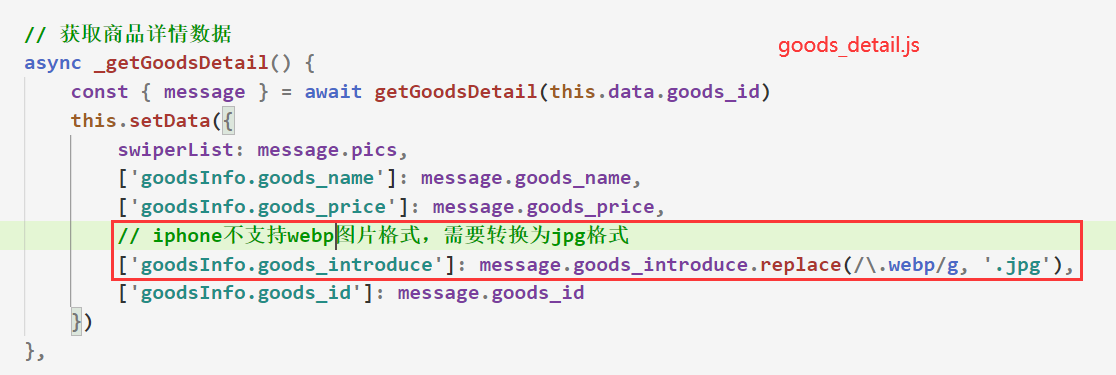 // 获取商品详情数据
goods_detail.js
async _getGoodsDetail() {
const { message } = await getGoodsDetail(this.data.goods_id)
this.setData({
swiperList: message.pics,
['goodsInfo.goods_name']: message.goods_name,
['goodsInfo.goods_price']: message.goods_price,
// iphone不支持webp图片格式，需要转换为jpg格式
['goodsInfo.goods_introduce']: message.goods_introduce.replace(/\.webp/g, '.jpg'),
['goodsInfo.goods_id']: message.goods_id
})
},